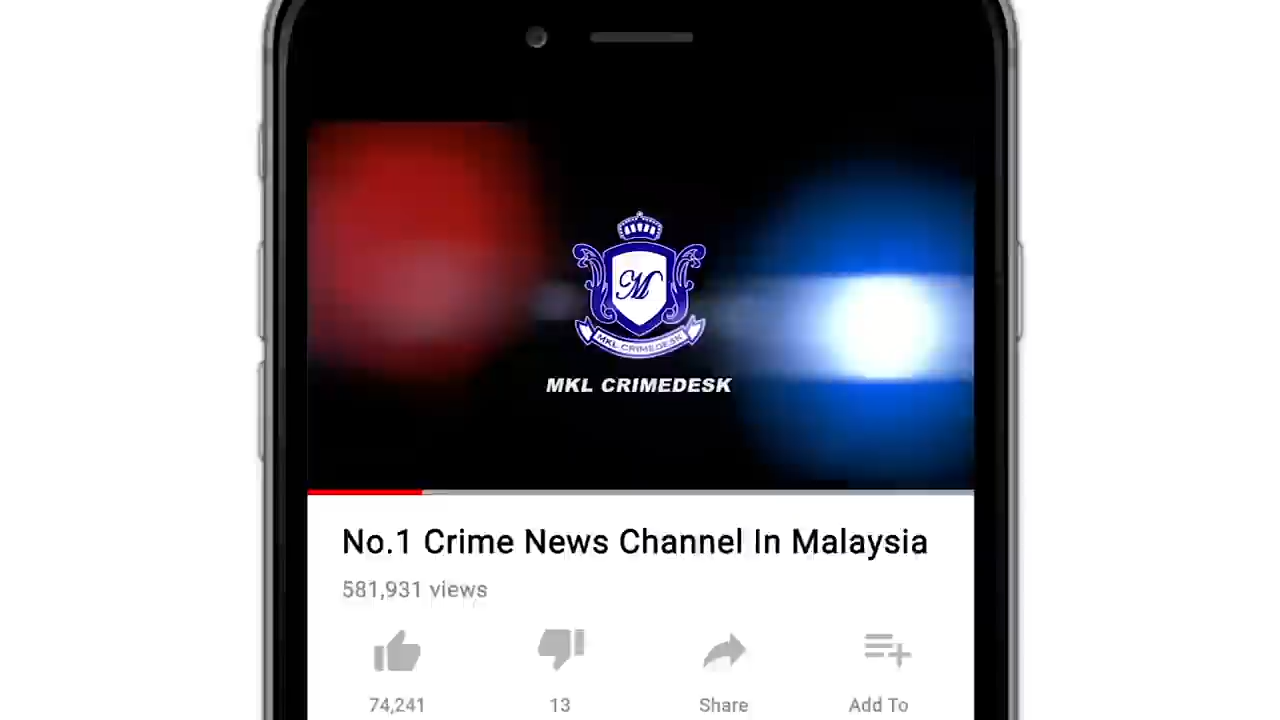 M
MKL CRIMEDESK
MKL CRIMEDESK
No.1 Crime News Channel In Malaysia
581,931 views
74,241
13
Share
Add To